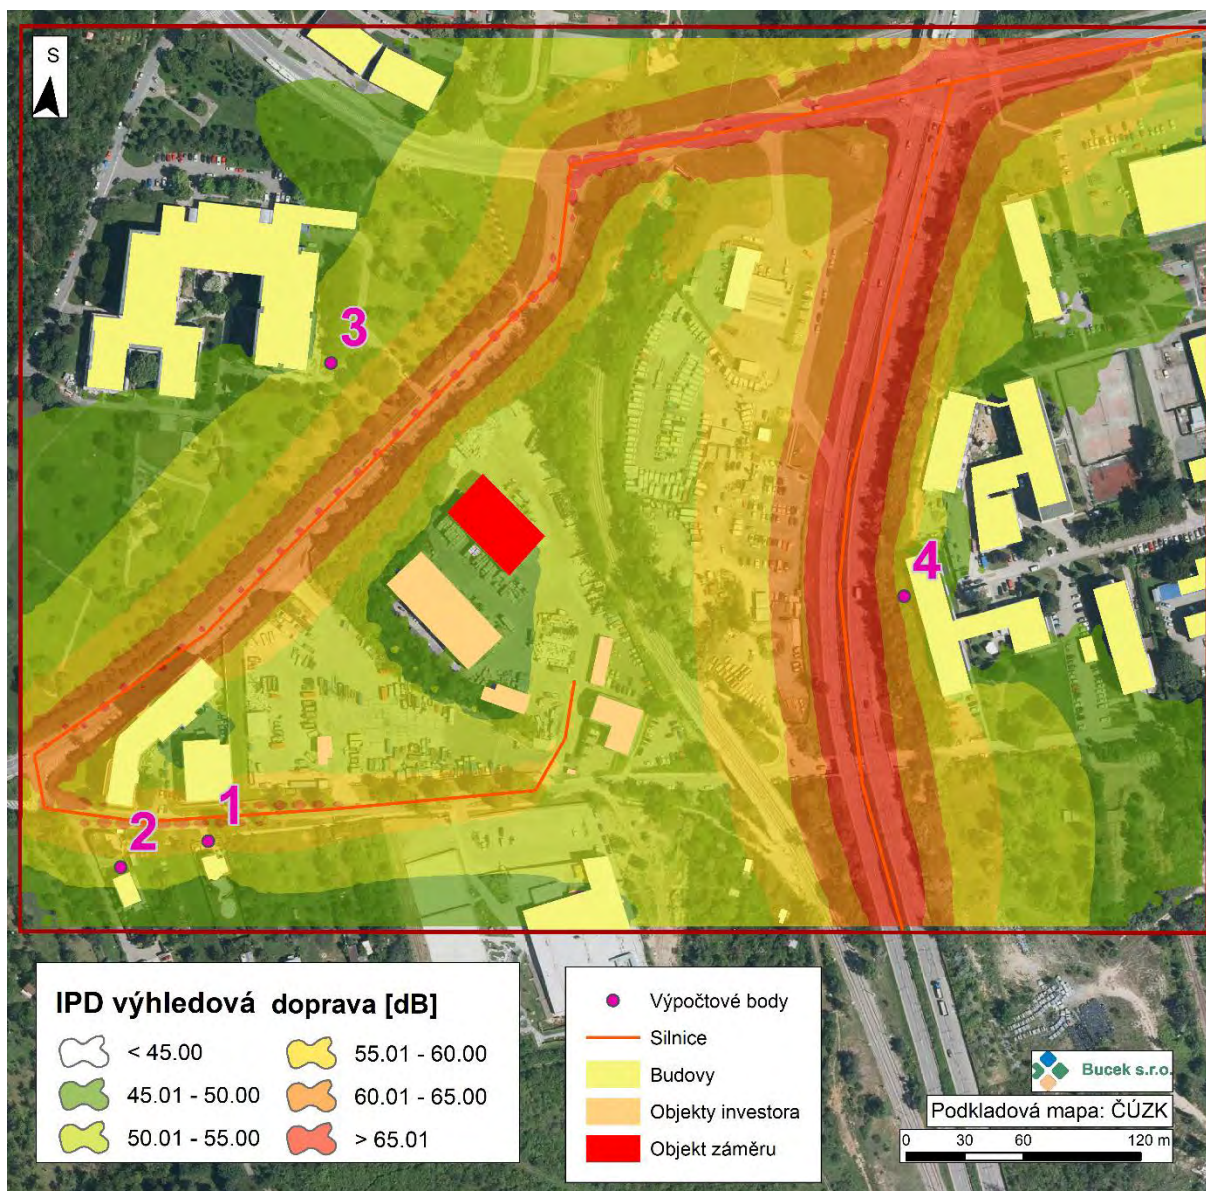 S
3
4
1
2
IPD výhledová doprava [dB]
< 45.00
45.01 - 50.00
50.01 - 55.00
55.01 - 60.00
60.01 - 65.00
> 65.01
Výpočtové body
Silnice
Budovy
Objekty investora
Objekt záměru
Bucek s.r.o.
Podkladová mapa: ČÚZK
0 30 60 120 m